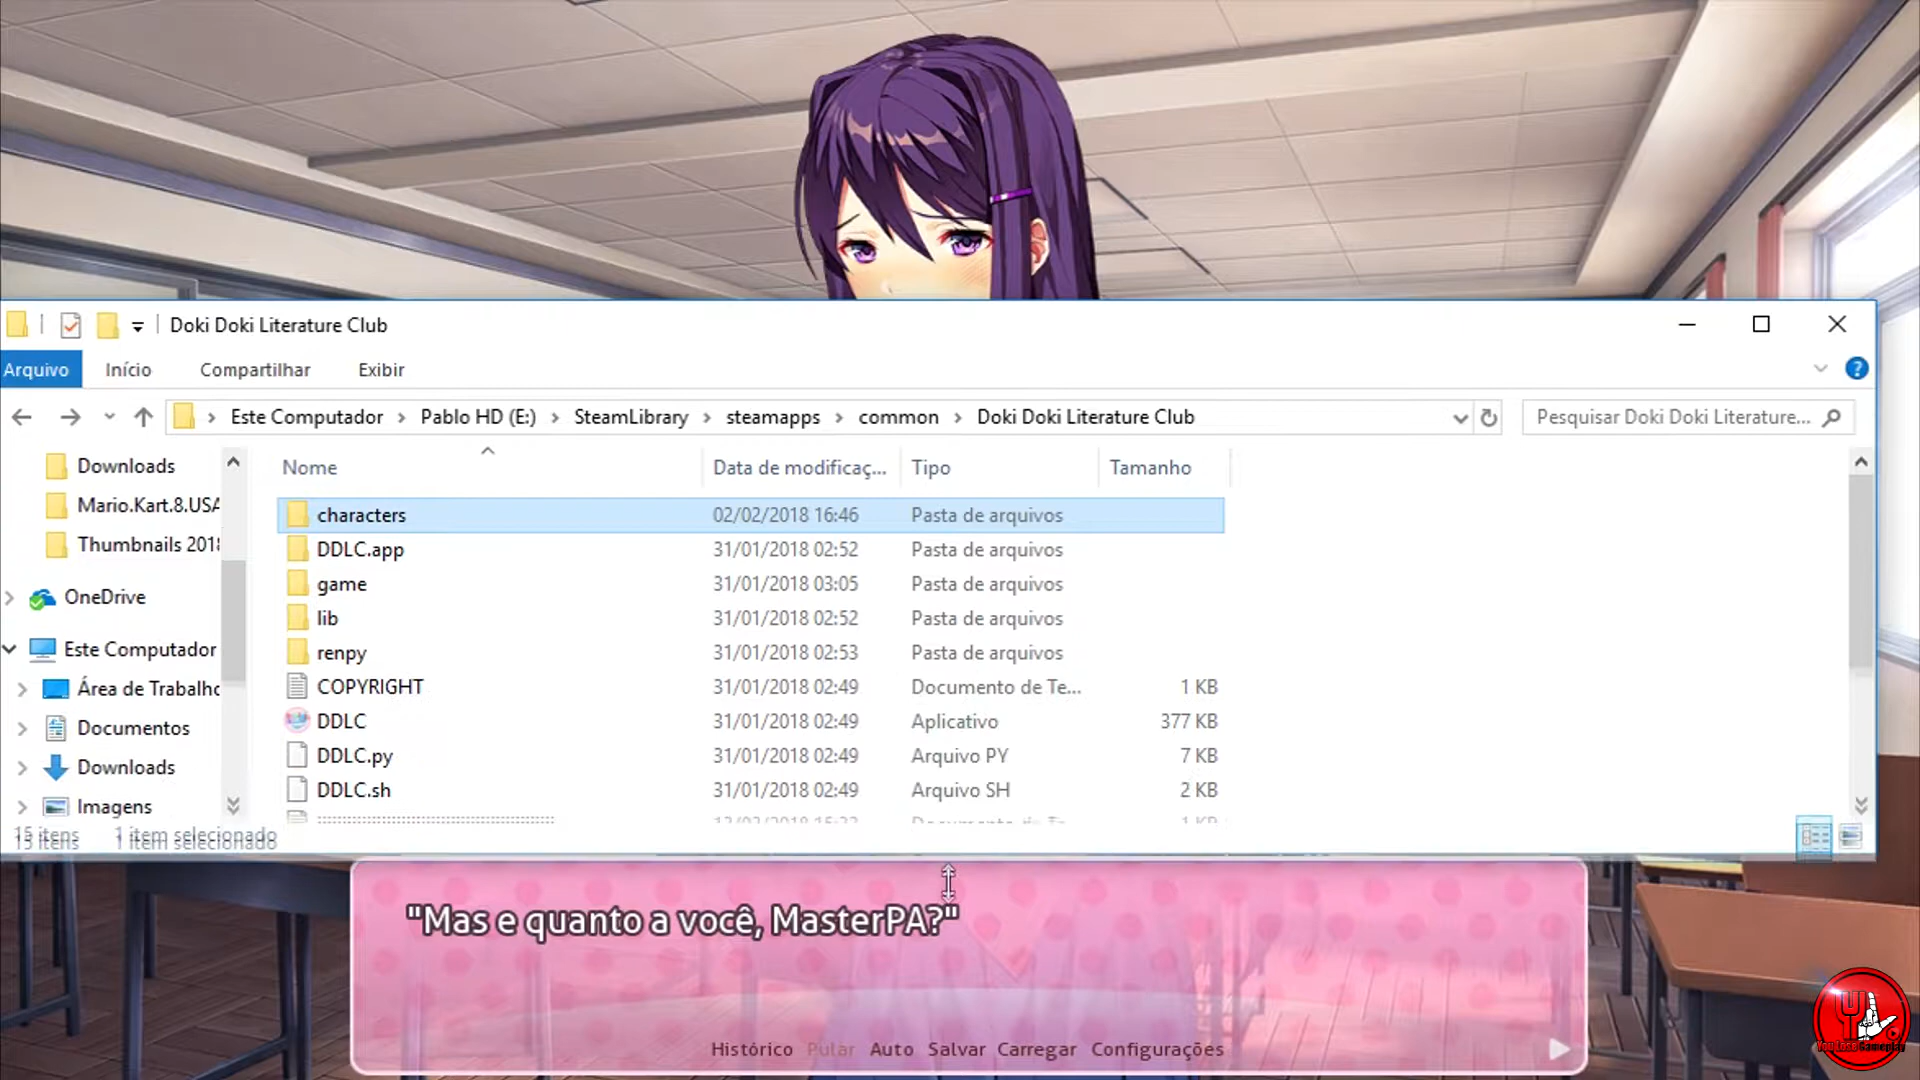 Doki Doki Literature Club
Arquivo Início Compartilhar Exibir
Este Computador Pablo HD (E:) SteamLibrary steamapps common Doki Doki Literature Club Pesquisar Doki Doki Literature...
Downloads
Mario.Kart.8.USA
Thumbnails 2018
OneDrive
Este Computador
Área de Trabalho
Documentos
Downloads
Imagens
Nome Data de modificaç... Tipo Tamanho
characters 02/02/2018 16:46 Pasta de arquivos
DDLC.app 31/01/2018 02:52 Pasta de arquivos
game 31/01/2018 03:05 Pasta de arquivos
lib 31/01/2018 02:52 Pasta de arquivos
renpy 31/01/2018 02:53 Pasta de arquivos
COPYRIGHT 31/01/2018 02:49 Documento de Te... 1 KB
DDLC 31/01/2018 02:49 Aplicativo 377 KB
DDLC.py 31/01/2018 02:49 Arquivo PY 7 KB
DDLC.sh 31/01/2018 02:49 Arquivo SH 2 KB
15 itens 1 item selecionado
"Mas e quanto a você, MasterPA?"
Histórico Pular Auto Salvar Carregar Configurações